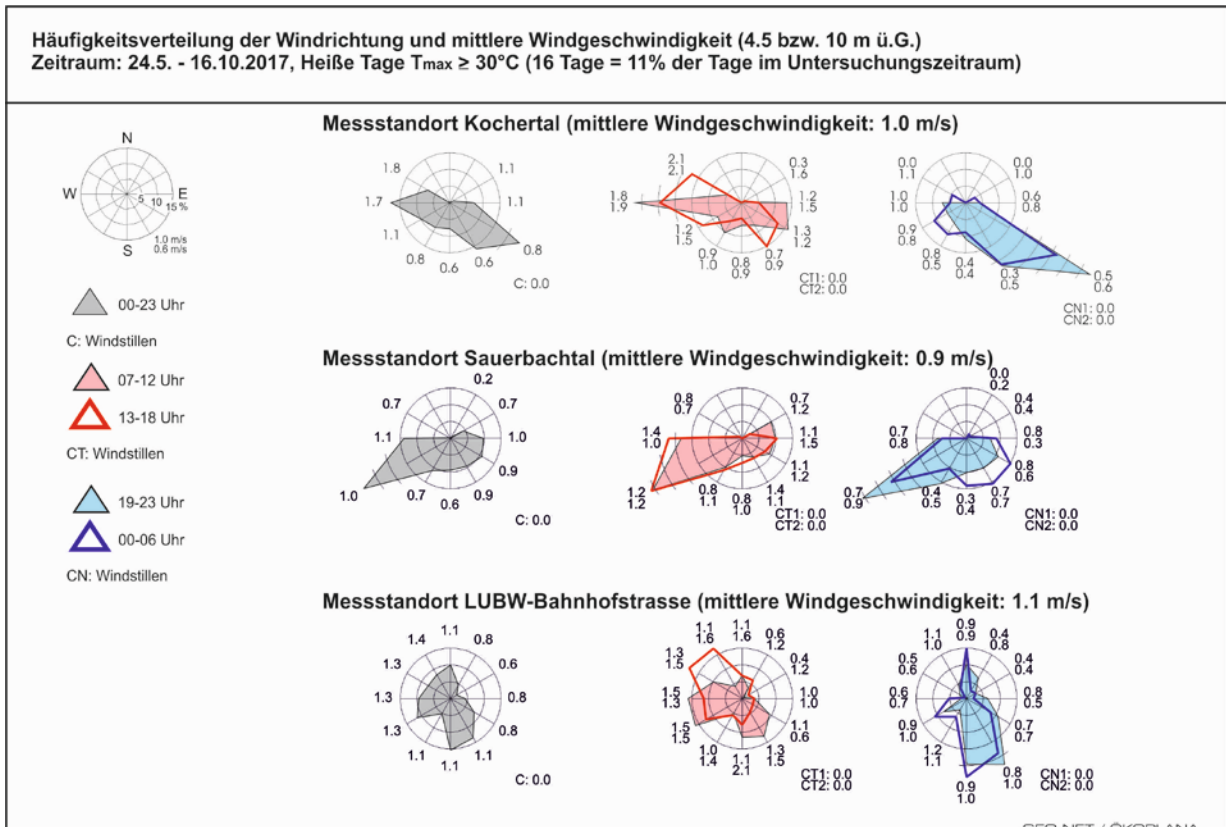 Häufigkeitsverteilung der Windrichtung und mittlere Windgeschwindigkeit (4.5 bzw. 10 m ü.G.)
Zeitraum: 24.5. - 16.10.2017, Heiße Tage Tmax ≥ 30°C (16 Tage = 11% der Tage im Untersuchungszeitraum)
N
W E
S
5 10 15 %
1.0 m/s
0.6 m/s
00-23 Uhr
C: Windstillen
07-12 Uhr
13-18 Uhr
CT: Windstillen
19-23 Uhr
00-06 Uhr
CN: Windstillen
Messstandort Kochertal (mittlere Windgeschwindigkeit: 1.0 m/s)
1.8 1.1
1.7 1.1
1.1 0.8
0.8 0.6 0.6
C: 0.0
2.1 0.3
2.1 1.6
1.8 1.2
1.9 1.5
1.2 1.3
1.5 1.2
0.9 0.8 0.7
1.0 0.9 0.9
CT1: 0.0
CT2: 0.0
0.0 0.0
1.1 1.0
1.0 0.6
1.0 0.8
0.9 0.5
0.8 0.6
0.8 0.4 0.3
0.5 0.4 0.5
CN1: 0.0
CN2: 0.0
Messstandort Sauerbachtal (mittlere Windgeschwindigkeit: 0.9 m/s)
0.2
0.7 0.7
1.1 1.0
1.0 0.9
0.7 0.6 0.9
C: 0.0
0.8 0.7
0.7 1.2
1.4 1.1
1.0 1.5
1.2 1.1
1.2 1.2
0.8 0.8 1.4
1.1 1.0 1.1
CT1: 0.0
CT2: 0.0
0.0
0.2
0.4
0.4
0.7 0.8
0.8 0.3
0.7 0.8
0.9 0.6
0.4 0.3 0.7
0.5 0.4 0.7
CN1: 0.0
CN2: 0.0
Messstandort LUBW-Bahnhofstrasse (mittlere Windgeschwindigkeit: 1.1 m/s)
1.4 1.1 0.8
1.3 0.6
1.3 0.8
1.3 0.8
1.1 1.1 1.1
C: 0.0
1.1 1.1 0.6
1.6 1.6 1.2
1.3 0.4
1.5 1.2
1.5 1.0
1.3 1.0
1.5 1.1
1.5 0.6
1.0 1.1 1.3
1.4 2.1 1.5
CT1: 0.0
CT2: 0.0
1.1 0.9 0.4
1.0 0.9 0.8
0.5 0.4
0.6 0.4
0.6 0.8
0.7 0.5
0.9 0.7
1.0 0.7
1.2 0.9 0.8
1.1 1.0 1.0
CN1: 0.0
CN2: 0.0
GEO-NET / ÖKOPLANA